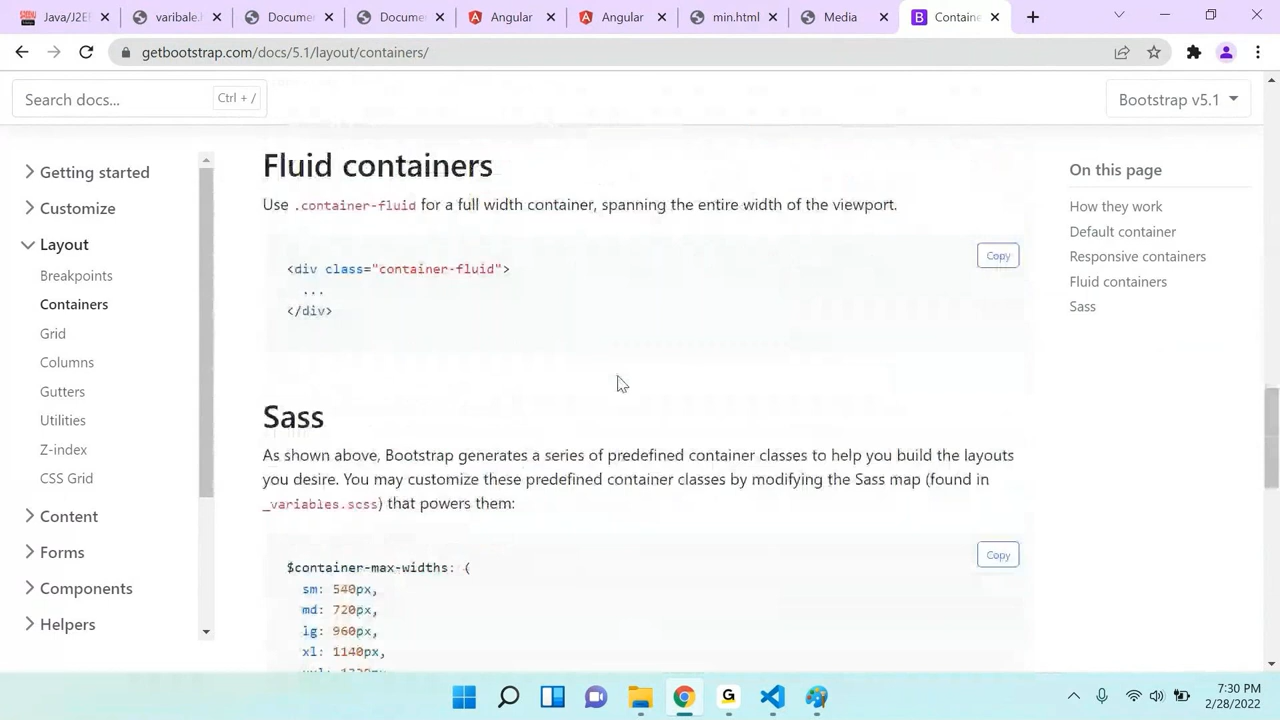 Java/J2EE
varibale.
Docume
Docume
Angular
Angular
min.html
Media
Containe
getbootstrap.com/docs/5.1/layout/containers/
Search docs...
Ctrl + /
Bootstrap v5.1
Getting started
Customize
Layout
Breakpoints
Containers
Grid
Columns
Gutters
Utilities
Z-index
CSS Grid
Content
Forms
Components
Helpers
Fluid containers
Use .container-fluid for a full width container, spanning the entire width of the viewport.
Copy
<div class="container-fluid">
...
</div>
Sass
As shown above, Bootstrap generates a series of predefined container classes to help you build the layouts
you desire. You may customize these predefined container classes by modifying the Sass map (found in
_variables.scss) that powers them:
Copy
$container-max-widths: (
sm: 540px,
md: 720px,
lg: 960px,
xl: 1140px,
On this page
How they work
Default container
Responsive containers
Fluid containers
Sass
7:30 PM
2/28/2022